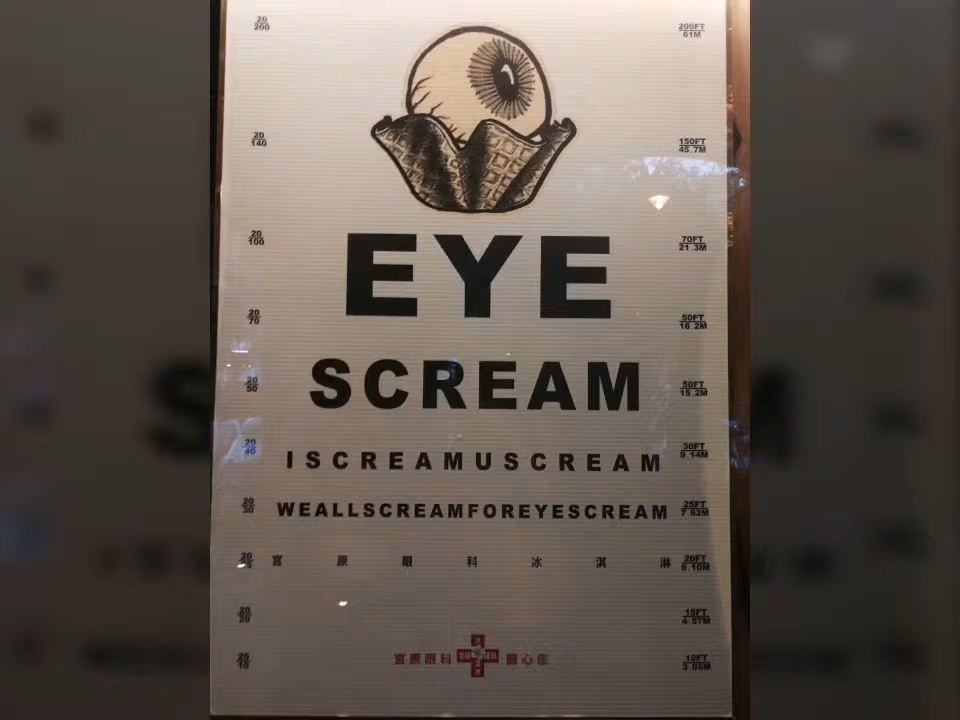 20/200 200FT/61M
20/140 150FT/45.7M
EYE
20/100 70FT/21.3M
20/70 50FT/16.2M
SCREAM
20/50 50FT/15.2M
ISCREAMUSCREAM
20/40 30FT/9.14M
WEALLSCREAMFOREYESCREAM
20/30 25FT/7.62M
宮原眼科冰淇淋
20FT/6.10M
20/20 15FT/4.57M
20/10 10FT/3.05M
宮原眼科 關心您